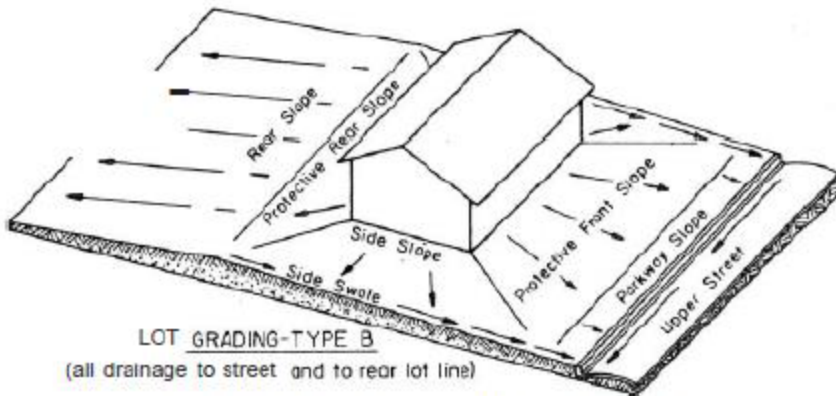 Rear Slope
Protective Rear Slope
Side Slope
Side Swale
Protective Front Slope
Parkway Slope
Upper Street
LOT GRADING-TYPE B
(all drainage to street and to rear lot line)